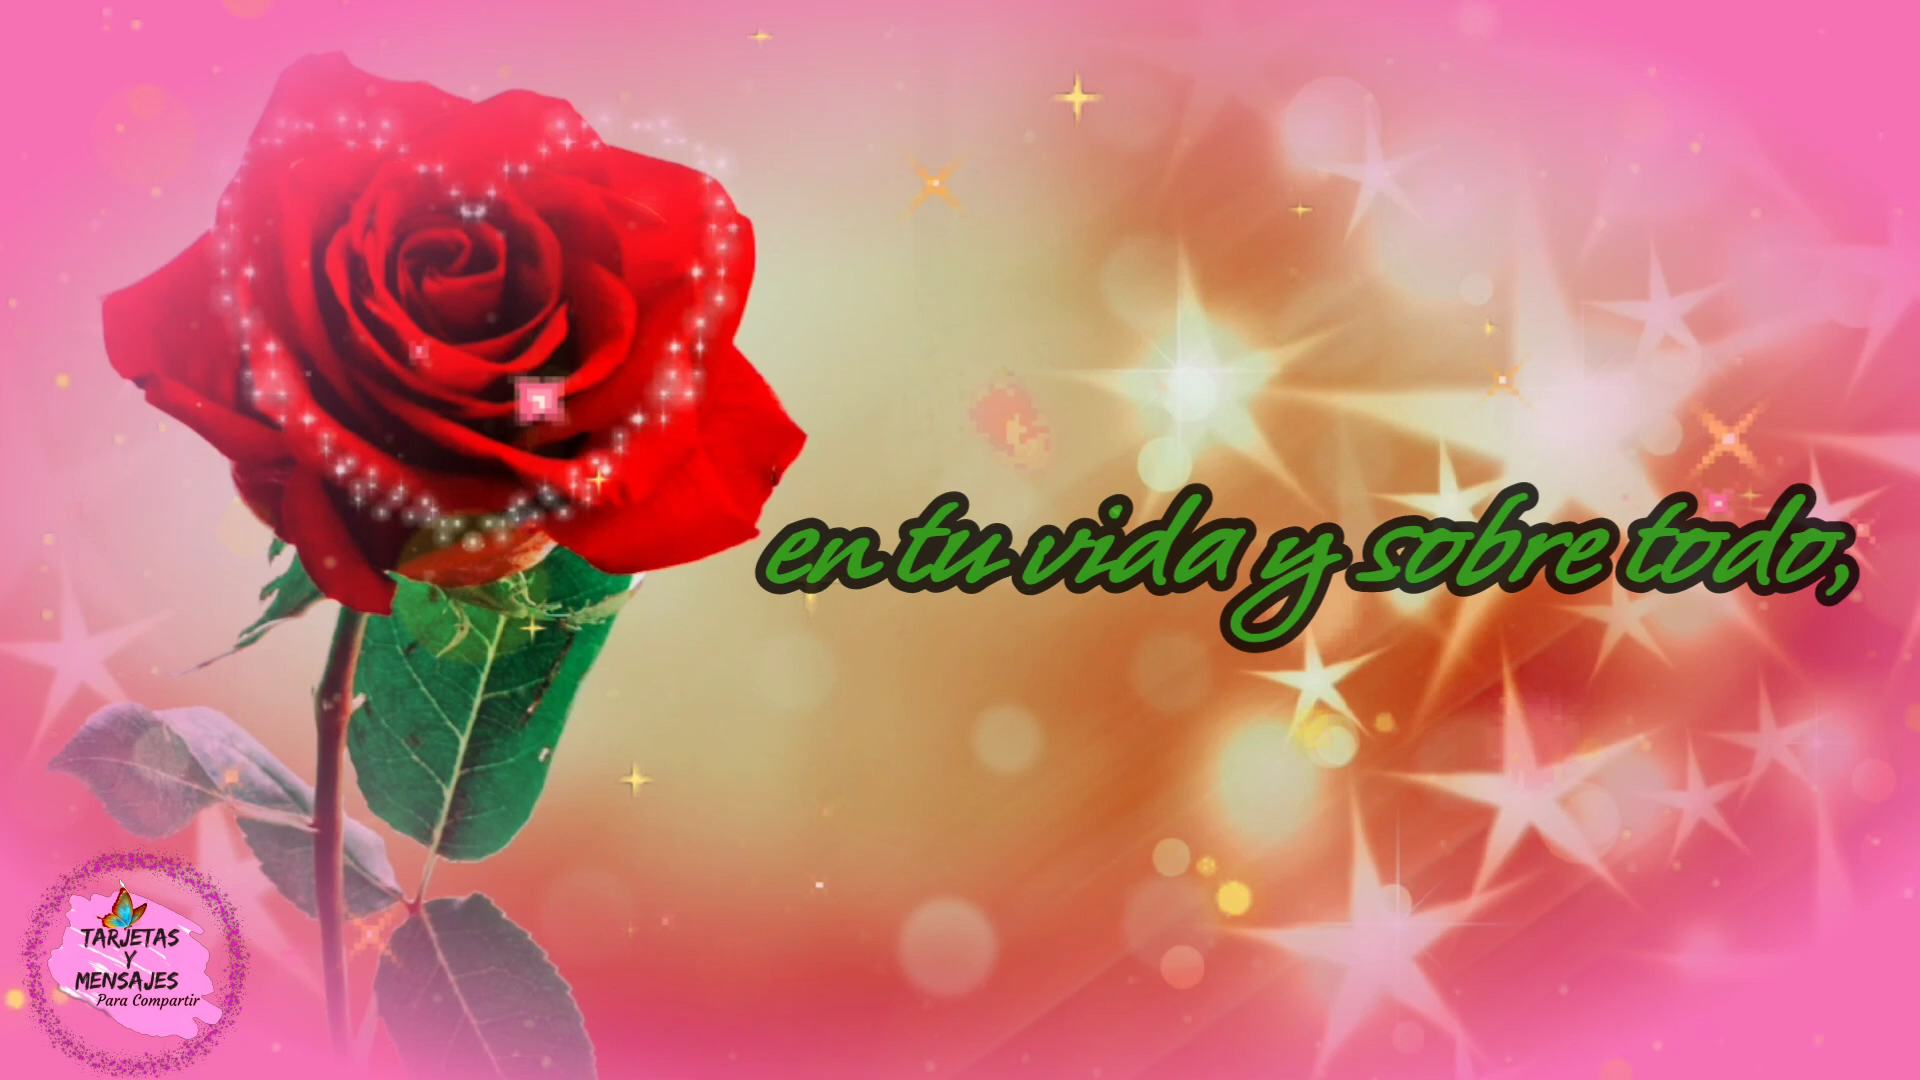 en tu vida y sobre todo,
TARJETAS
Y
MENSAJES
Para Compartir